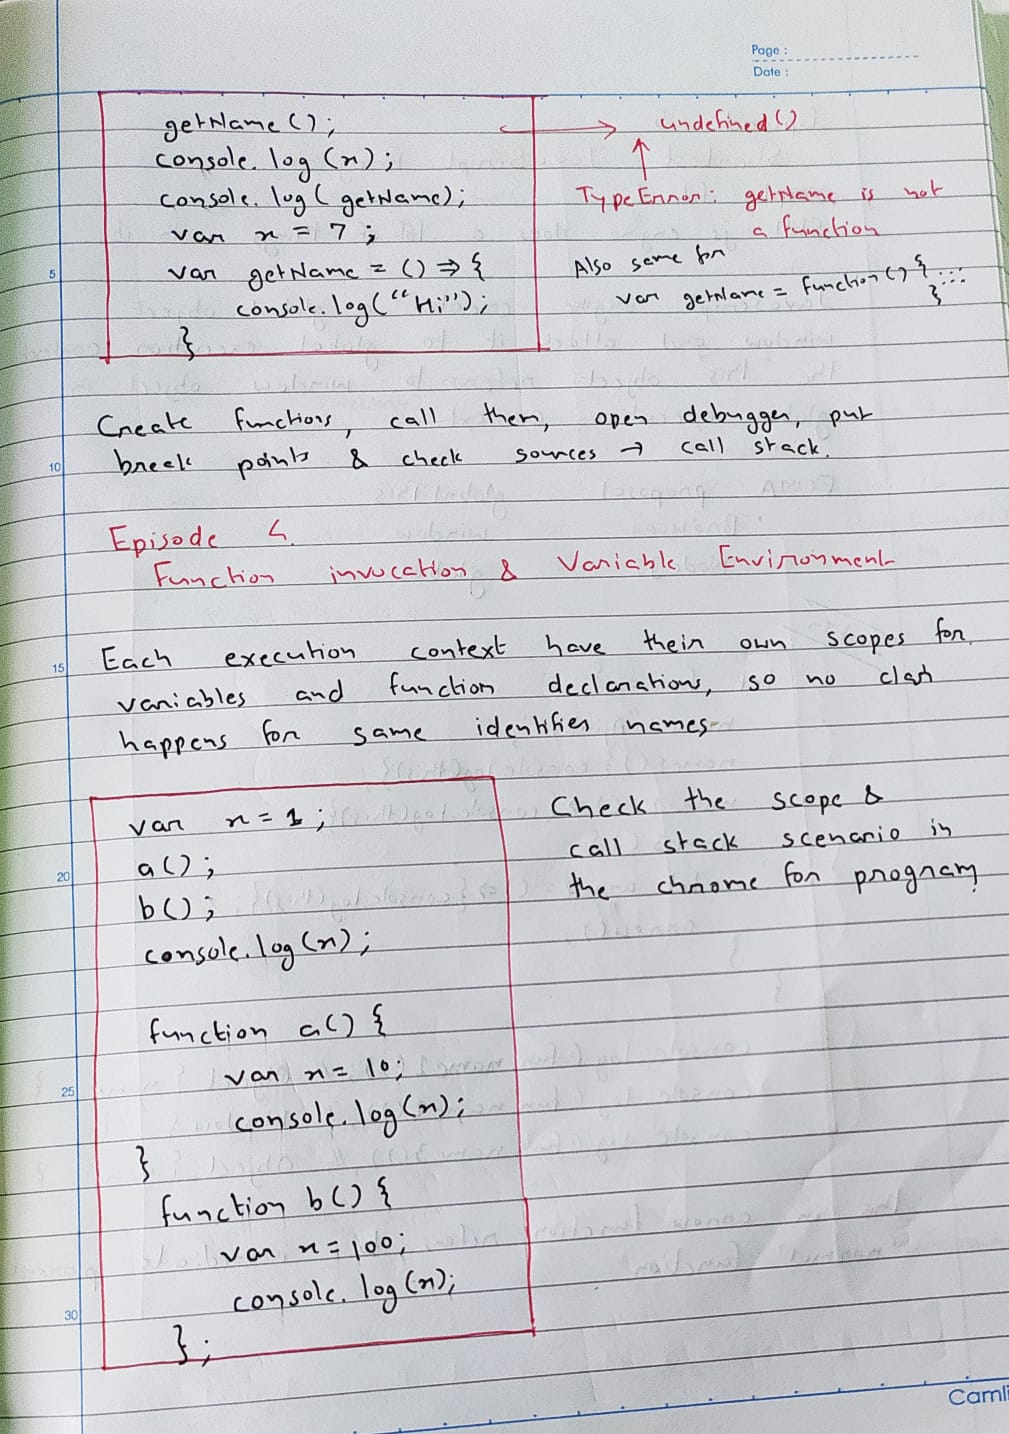 Page :
Date :
getName();
console.log(x);
console.log(getName);
var x = 7;
var getName = () => {
console.log("Hi");
}
undefined()
↑
TypeError: getName is not
a function
Also same for
var getName = function() { ....
}
Create functions, call them, open debugger, put
break points & check sources → call stack.
Episode 4.
Function invocation & Variable Environment
Each execution context have their own scopes for
variables and function declarations, so no clash
happens for same identifier names
var x = 1;
a();
b();
console.log(x);
function a() {
var x = 10;
console.log(x);
}
function b() {
var x = 100;
console.log(x);
};
Check the scope &
call stack scenario in
the chrome for program
5
10
15
20
25
30
Camli